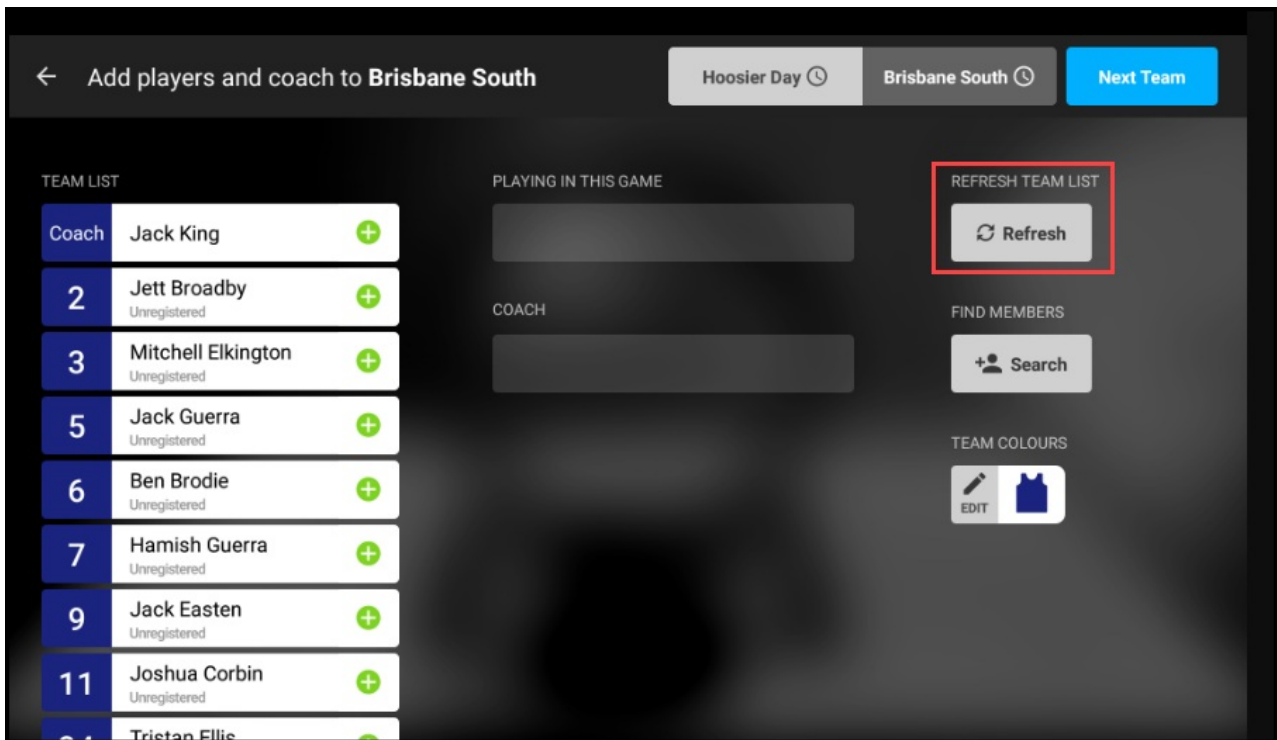 Add players and coach to Brisbane South
Hoosier Day
Brisbane South
Next Team
TEAM LIST
Coach Jack King
2 Jett Broadby
Unregistered
3 Mitchell Elkington
Unregistered
5 Jack Guerra
Unregistered
6 Ben Brodie
Unregistered
7 Hamish Guerra
Unregistered
9 Jack Easten
Unregistered
11 Joshua Corbin
Unregistered
Tristan Ellis
PLAYING IN THIS GAME
COACH
REFRESH TEAM LIST
Refresh
FIND MEMBERS
Search
TEAM COLOURS
EDIT